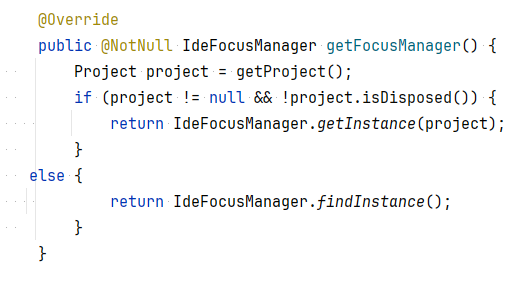 @Override
public @NotNull IdeFocusManager getFocusManager() {
    Project project = getProject();
    if (project != null && !project.isDisposed()) {
        return IdeFocusManager.getInstance(project);
    }
else {
        return IdeFocusManager.findInstance();
    }
}